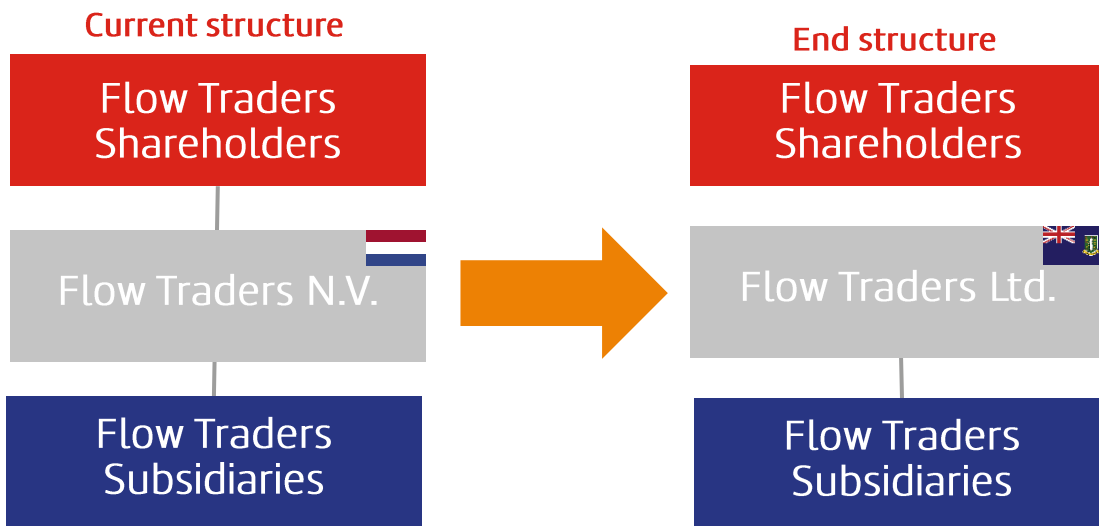 Current structure
Flow Traders
Shareholders
Flow Traders N.V.
Flow Traders
Subsidiaries
End structure
Flow Traders
Shareholders
Flow Traders Ltd.
Flow Traders
Subsidiaries